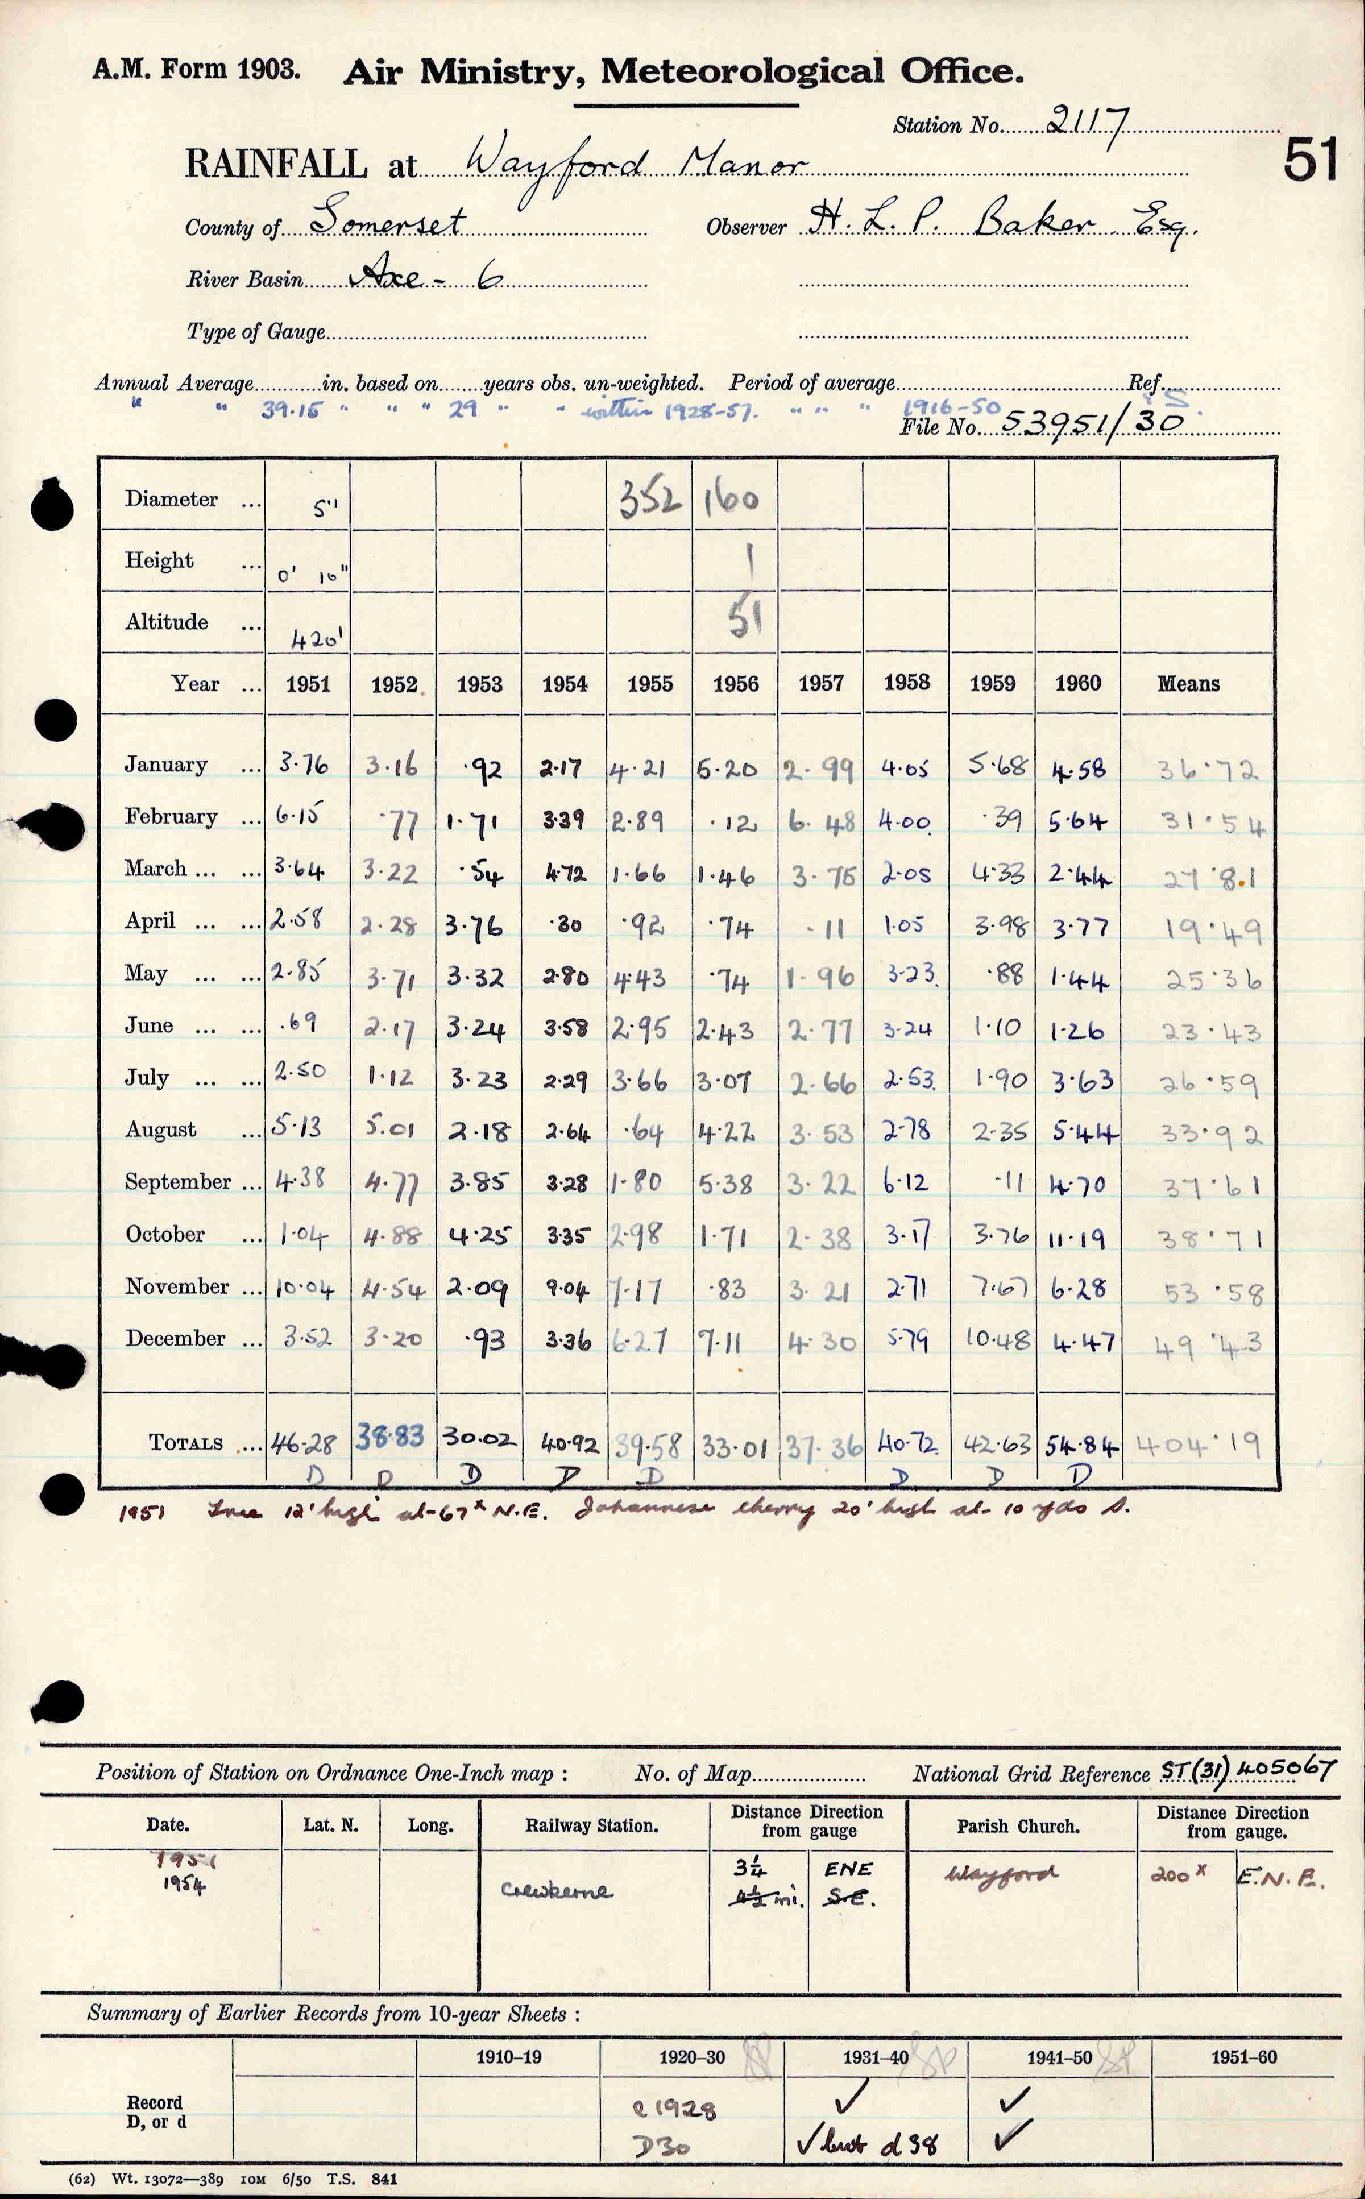 A.M. Form 1903. Air Ministry, Meteorological Office.
Station No. 2117
51
RAINFALL at Wayford Manor
County of Somerset Observer H. L. P. Baker Esq.
River Basin Axe - 6
Type of Gauge
Annual Average in. based on years obs. un-weighted. Period of average Ref.
" " 39.15 " " " 29 " " within 1928-57. " " " 1916-50
File No. 53951/30
Diameter ... 5" 352 160
Height ... 0' 10" 1
Altitude ... 420' 51
Year ... 1951 1952 1953 1954 1955 1956 1957 1958 1959 1960 Means
January ... 3.76 3.16 .92 2.17 4.21 5.20 2.99 4.05 5.68 4.58 36.72
February ... 6.15 .77 1.71 3.39 2.89 .12 6.48 4.00 .39 5.64 31.54
March ... ... 3.64 3.22 .54 4.72 1.66 1.46 3.75 2.05 4.33 2.44 27.81
April ... ... 2.58 2.28 3.76 .30 .92 .74 .11 1.05 3.98 3.77 19.49
May ... ... 2.85 3.71 3.32 2.80 4.43 .74 1.96 3.23 .88 1.44 25.36
June ... ... .69 2.17 3.24 3.58 2.95 2.43 2.77 3.24 1.10 1.26 23.43
July ... ... 2.50 1.12 3.23 2.29 3.66 3.07 2.66 2.53 1.90 3.63 26.59
August ... 5.13 5.01 2.18 2.64 .64 4.22 3.53 2.78 2.35 5.44 33.92
September ... 4.38 4.77 3.85 3.28 1.80 5.38 3.22 6.12 .11 4.70 37.61
October ... 1.04 4.88 4.25 3.35 2.98 1.71 2.38 3.17 3.76 11.19 38.71
November ... 10.04 4.54 2.09 9.04 7.17 .83 3.21 2.71 7.67 6.28 53.58
December ... 3.52 3.20 .93 3.36 6.27 7.11 4.30 5.79 10.48 4.47 49.43
TOTALS ... 46.28 38.83 30.02 40.92 39.58 33.01 37.36 40.72 42.63 54.84 404.19
D D D D D D D D
1951 Tree 12' high at 67x N.E. Johannese cherry 20' high at 10 yds S.
Position of Station on Ordnance One-Inch map : No. of Map National Grid Reference ST(31) 405067
Date. Lat. N. Long. Railway Station. Distance Direction from gauge Parish Church. Distance Direction from gauge.
1951 3¼ ENE Wayford 200x E.N.E.
1954 Crewkerne 4½ mi. S.E.
Summary of Earlier Records from 10-year Sheets :
1910–19 1920–30 1931–40 1941–50 1951–60
Record 1928 ✓ ✓
D, or d D30 ✓ but d 38 ✓
(62) Wt. 13072—389 10M 6/50 T.S. 841